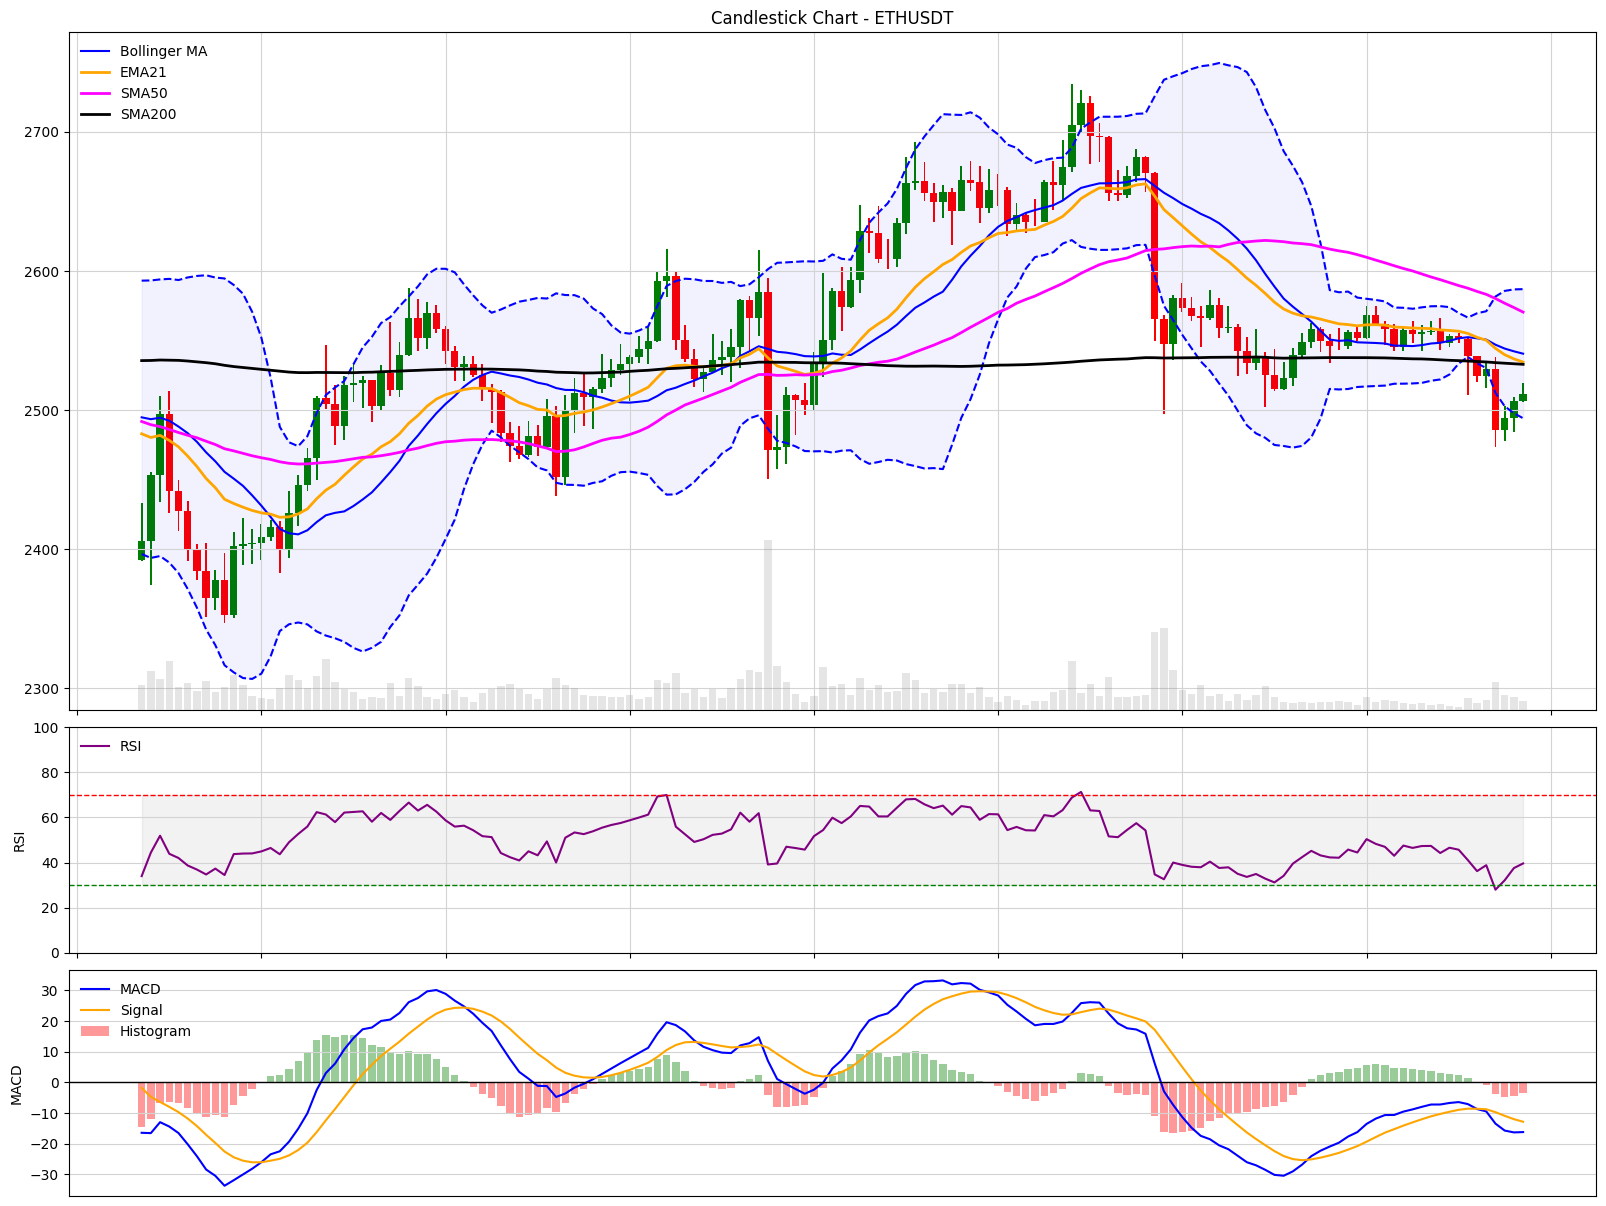 Candlestick Chart - ETHUSDT
Bollinger MA
EMA21
SMA50
SMA200
2700
2600
2500
2400
2300
100
80
60
40
20
0
RSI
RSI
30
20
10
0
−10
−20
−30
MACD
MACD
Signal
Histogram